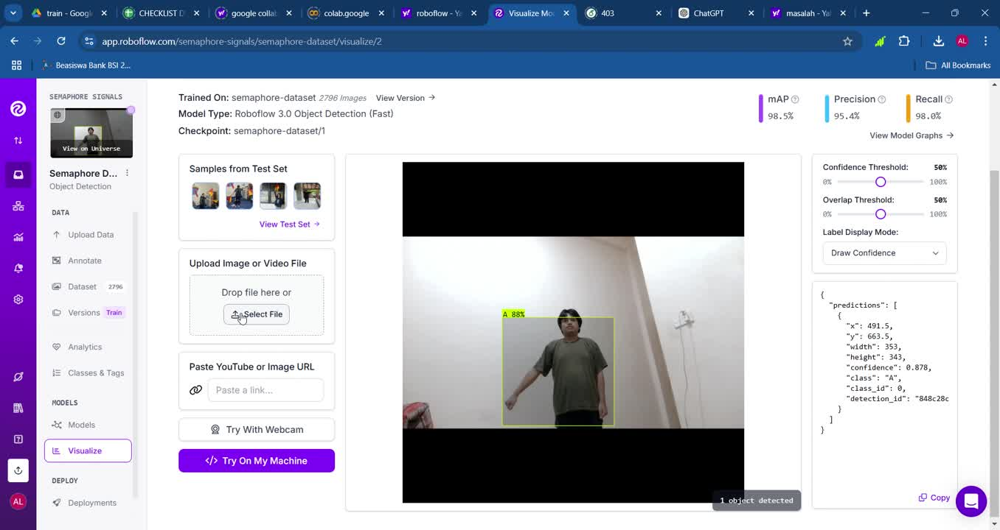 train - Google
CHECKLIST D
google collab
colab.google
roboflow - Ya
Visualize Mo
403
ChatGPT
masalah - Ya
app.roboflow.com/semaphore-signals/semaphore-dataset/visualize/2
AL
Beasiswa Bank BSI 2...
All Bookmarks
SEMAPHORE SIGNALS
View on Universe
Semaphore D...
Object Detection
DATA
Upload Data
Annotate
Dataset 2796
Versions Train
Analytics
Classes & Tags
MODELS
Models
Visualize
DEPLOY
Deployments
AL
Trained On: semaphore-dataset 2796 Images View Version →
Model Type: Roboflow 3.0 Object Detection (Fast)
Checkpoint: semaphore-dataset/1
mAP
98.5%
Precision
95.4%
Recall
98.0%
View Model Graphs →
Samples from Test Set
View Test Set →
Upload Image or Video File
Drop file here or
Select File
Paste YouTube or Image URL
Paste a link...
Try With Webcam
</> Try On My Machine
A 88%
1 object detected
Confidence Threshold: 50%
0% 100%
Overlap Threshold: 50%
0% 100%
Label Display Mode:
Draw Confidence
{
"predictions": [
{
"x": 491.5,
"y": 663.5,
"width": 353,
"height": 343,
"confidence": 0.878,
"class": "A",
"class_id": 0,
"detection_id": "848c28c
}
]
}
Copy